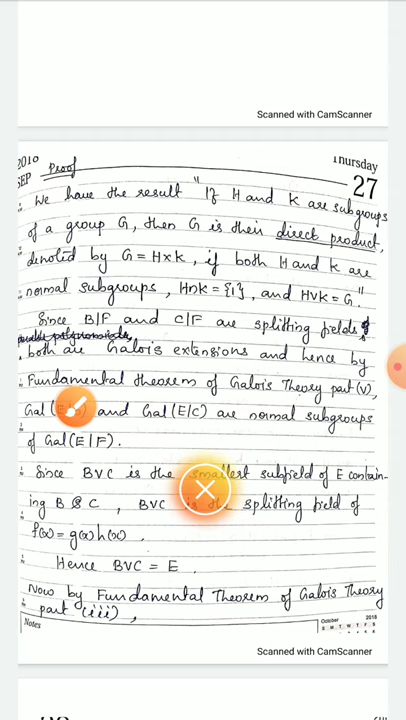 Scanned with CamScanner
2010
SEP
Thursday
27
Proof
We have the result "If H and K are subgroups
of a group G, then G is their direct product,
denoted by G = H×K, if both H and K are
normal subgroups, H∩K = {1}, and H∨K = G"
Since B|F and C|F are splitting fields of
both are Galois extensions and hence by
Fundamental theorem of Galois Theory part (v),
Gal( and Gal(E|C) are normal subgroups
of Gal(E|F).
Since B∨C is the smallest subfield of E contain-
ing B & C, B∨C is the splitting field of
f(x) = g(x)h(x).
Hence B∨C = E.
Now by Fundamental Theorem of Galois Theory
part (iii),
Notes
October 2018
S M T W T F S
Scanned with CamScanner